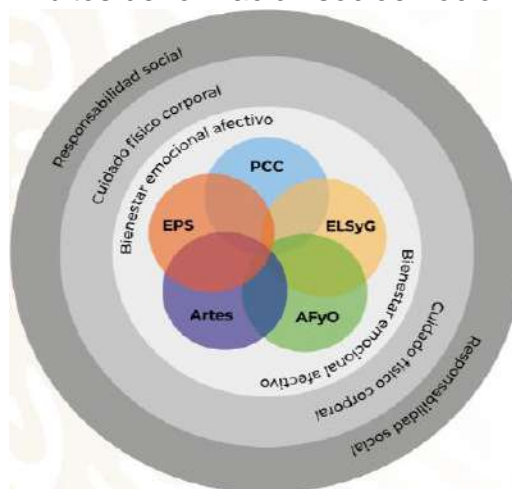 Responsabilidad social
Cuidado físico corporal
Bienestar emocional afectivo
PCC
EPS
ELSyG
Artes
AFyO
Bienestar emocional afectivo
Cuidado físico corporal
Responsabilidad social